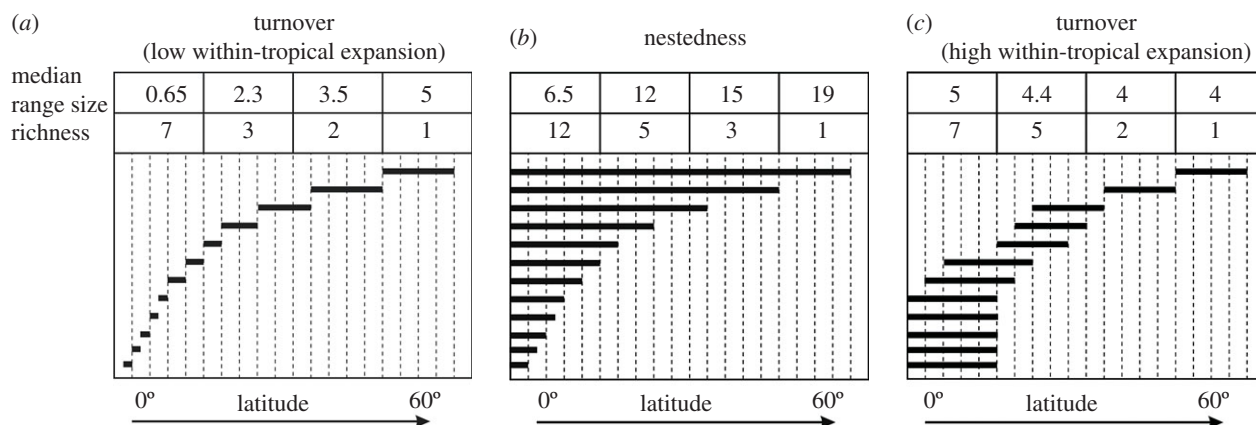 (a) turnover
(low within-tropical expansion)
median
range size 0.65 2.3 3.5 5
richness 7 3 2 1
0º latitude 60º
(b) nestedness
6.5 12 15 19
12 5 3 1
0º latitude 60º
(c) turnover
(high within-tropical expansion)
5 4.4 4 4
7 5 2 1
0º latitude 60º